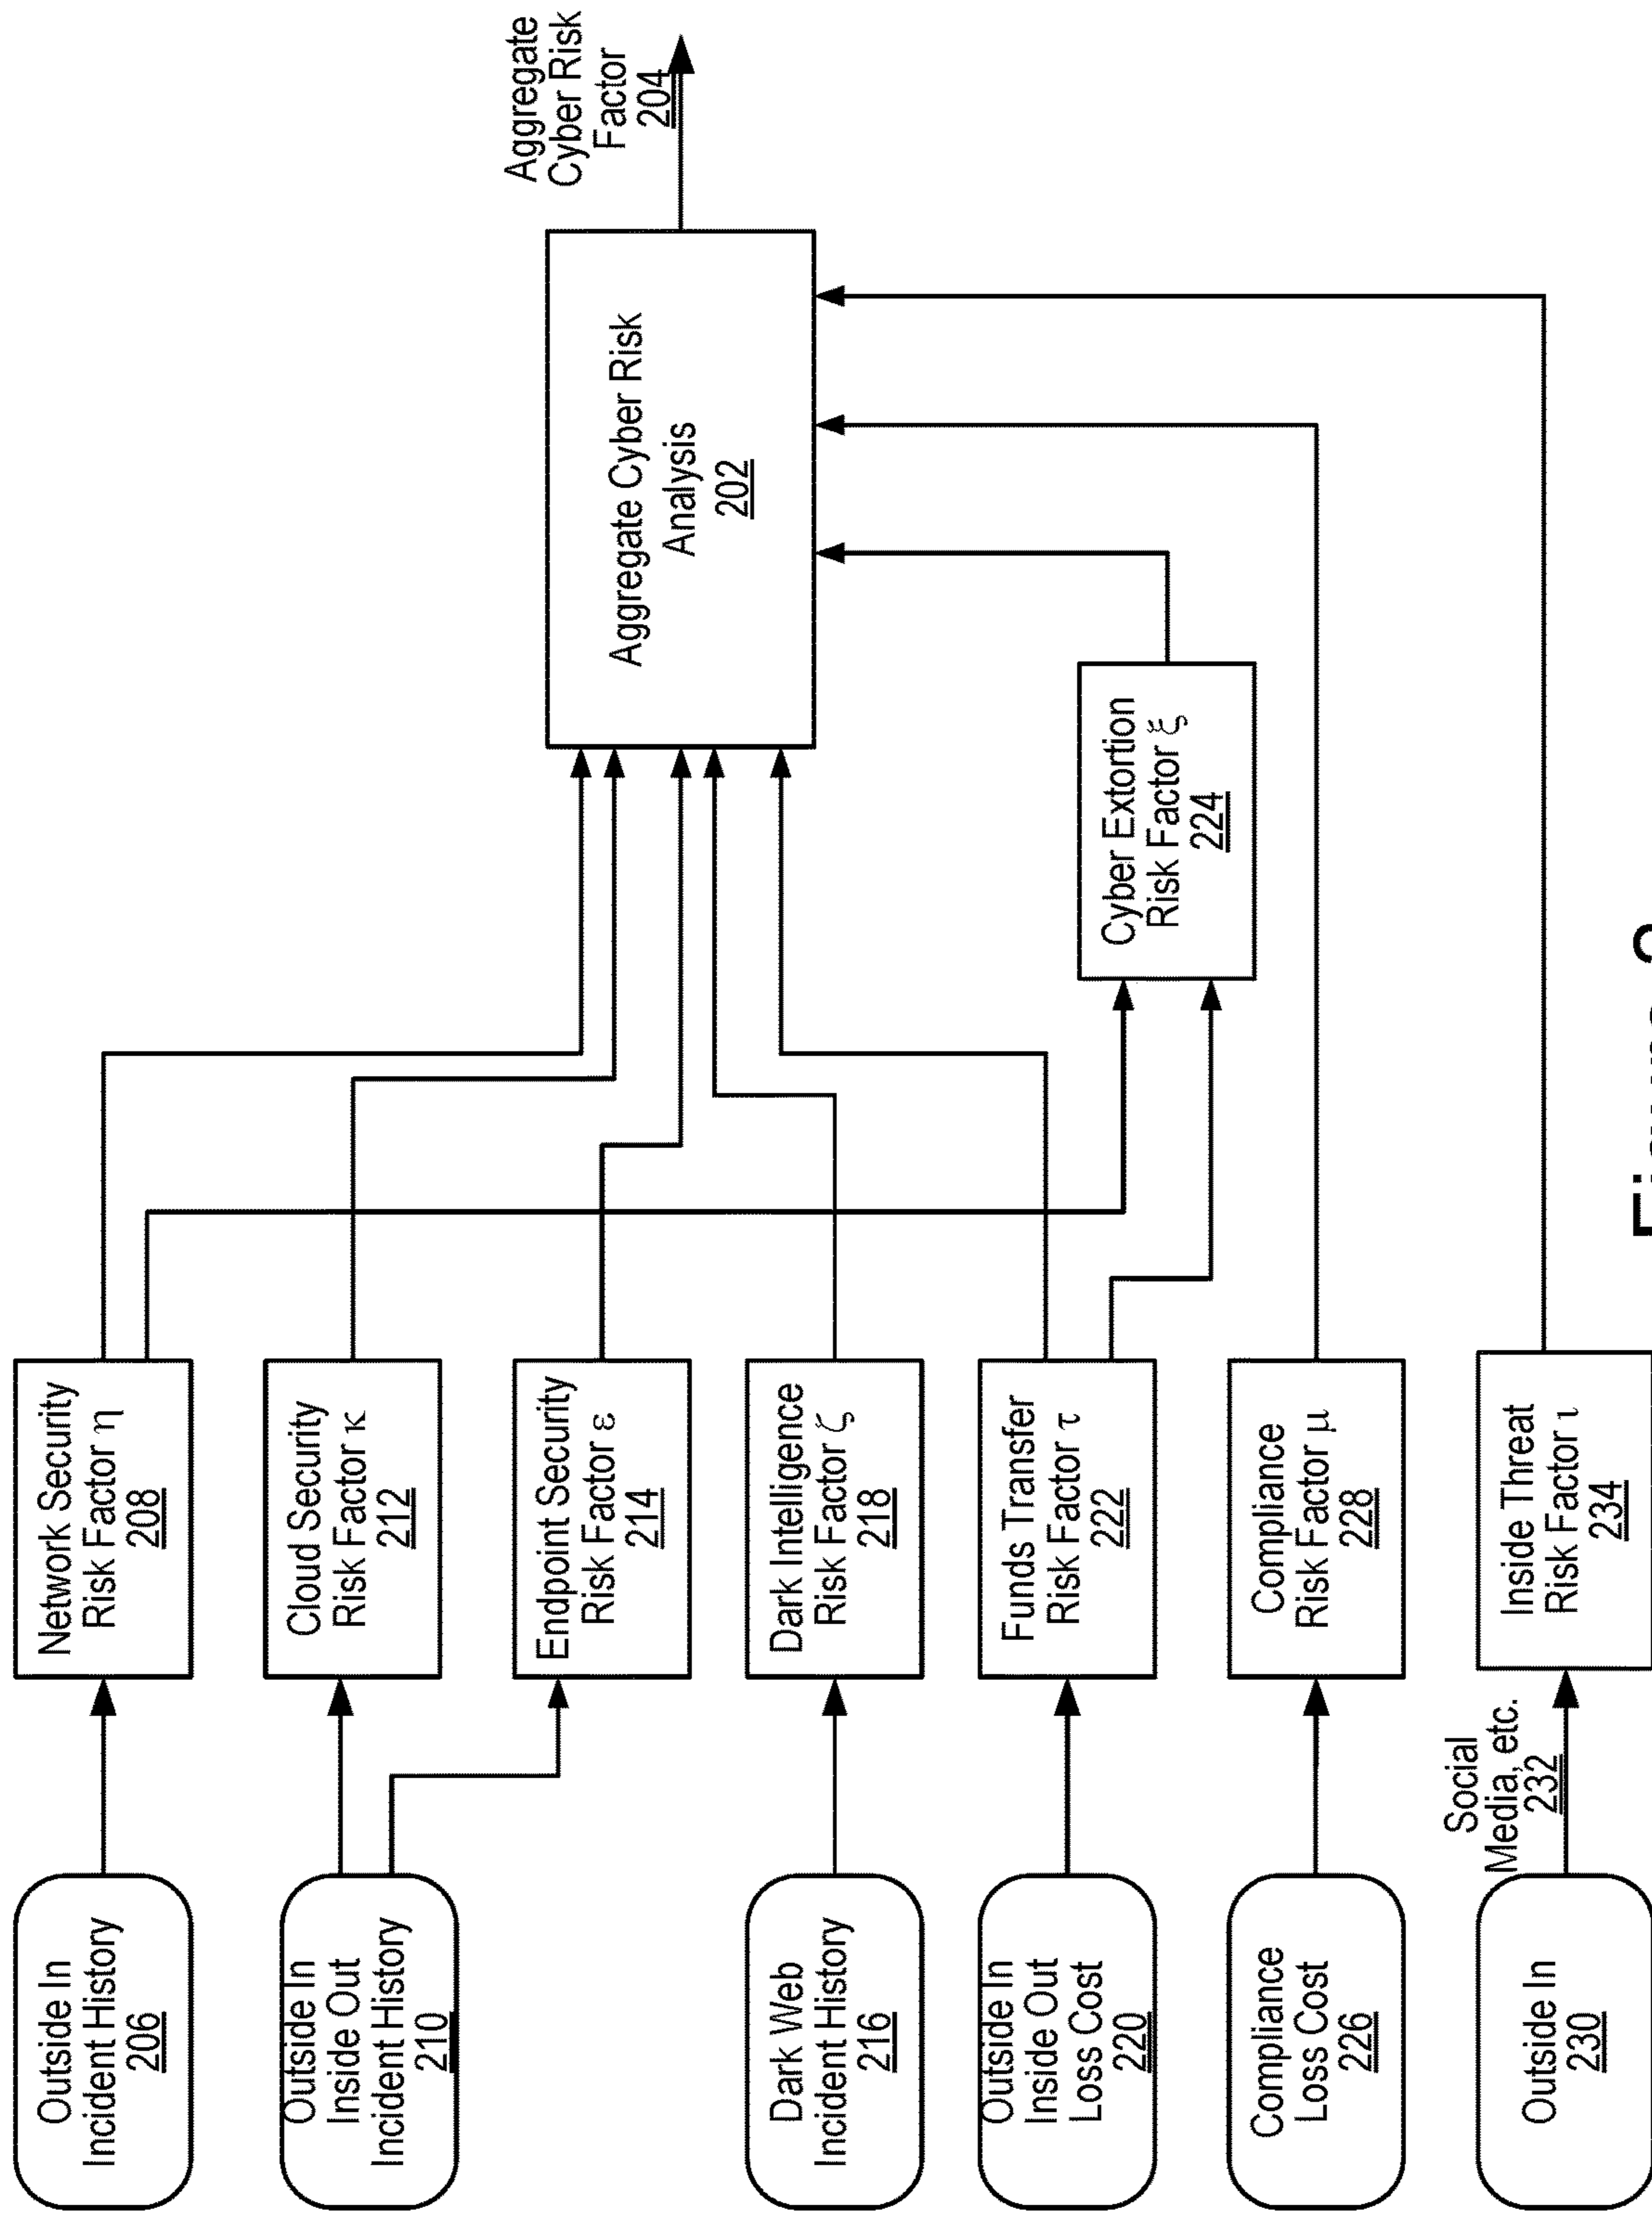 Outside In
Incident History
206
Network Security
Risk Factor η
208
Outside In
Inside Out
Incident History
210
Cloud Security
Risk Factor κ
212
Endpoint Security
Risk Factor ε
214
Dark Web
Incident History
216
Dark Intelligence
Risk Factor ζ
218
Outside In
Inside Out
Loss Cost
220
Funds Transfer
Risk Factor τ
222
Cyber Extortion
Risk Factor ξ
224
Compliance
Loss Cost
226
Compliance
Risk Factor μ
228
Outside In
230
Social
Media, etc.
232
Inside Threat
Risk Factor ι
234
Aggregate Cyber Risk
Analysis
202
Aggregate
Cyber Risk
Factor
204